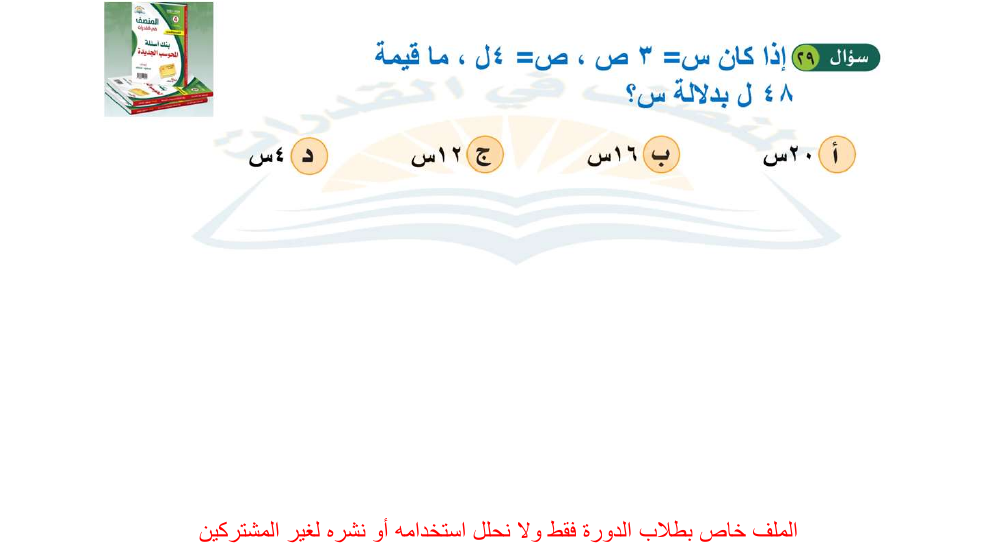 سؤال ٢٩ إذا كان س= ٣ ص ، ص= ٤ل ، ما قيمة
٤٨ ل بدلالة س؟
أ ٢٠س ب ١٦س ج ١٢س د ٤س
المنصف
بنك أسئلة
المحوسب الجديدة
المنصف في القدرات
الملف خاص بطلاب الدورة فقط ولا نحلل استخدامه أو نشره لغير المشتركين